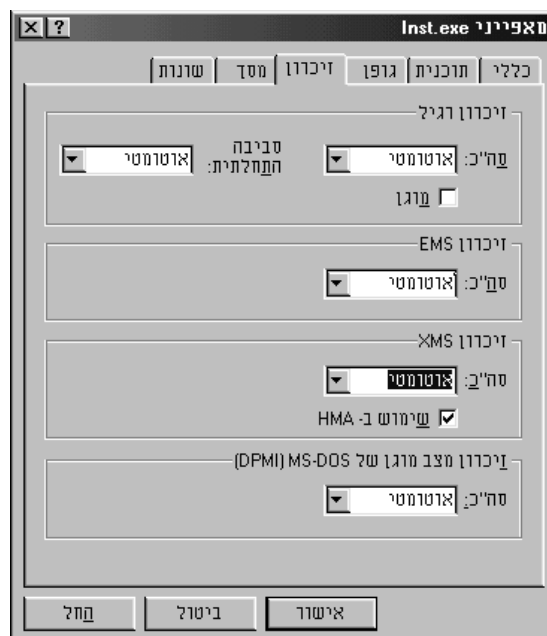 מאפייני Inst.exe
כללי תוכנית גופן זיכרון מסך שונות
זיכרון רגיל
סה"כ: אוטומטי
סביבה
התחלתית: אוטומטי
מוגן
זיכרון EMS
סה"כ: אוטומטי
זיכרון XMS
סה"כ: אוטומטי
שימוש ב- HMA
זיכרון מצב מוגן של MS-DOS (DPMI)
סה"כ: אוטומטי
אישור ביטול החל